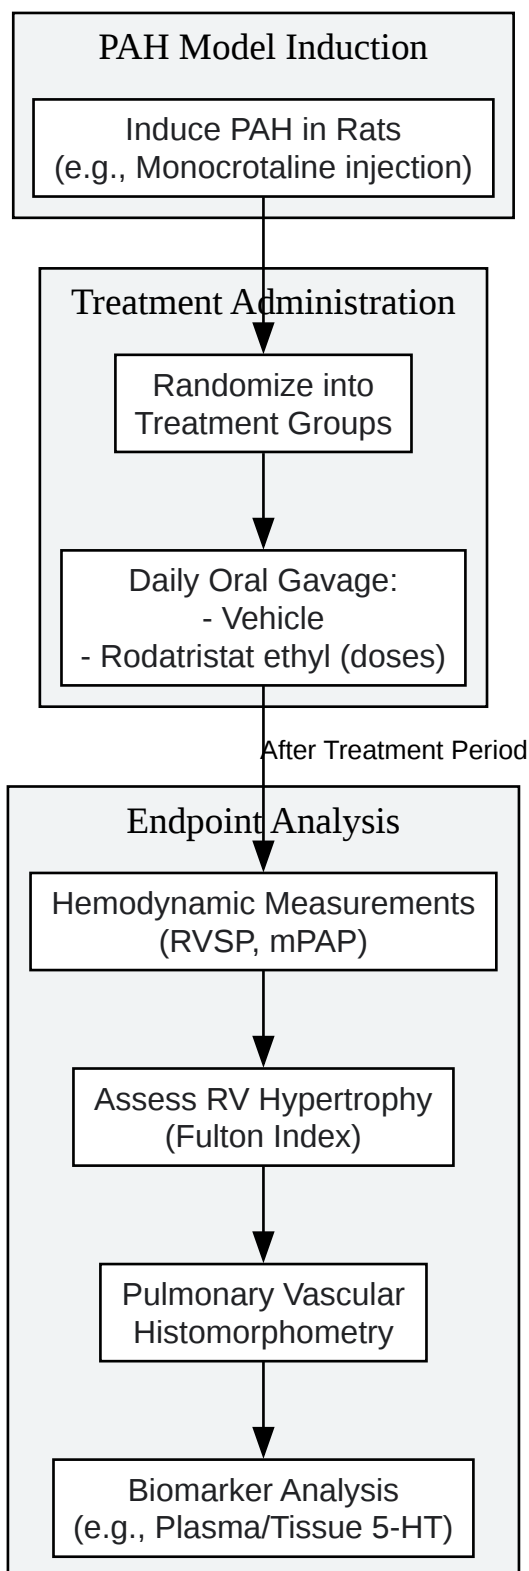 PAH Model Induction
Induce PAH in Rats
(e.g., Monocrotaline injection)
Treatment Administration
Randomize into
Treatment Groups
Daily Oral Gavage:
- Vehicle
- Rodatristat ethyl (doses)
After Treatment Period
Endpoint Analysis
Hemodynamic Measurements
(RVSP, mPAP)
Assess RV Hypertrophy
(Fulton Index)
Pulmonary Vascular
Histomorphometry
Biomarker Analysis
(e.g., Plasma/Tissue 5-HT)